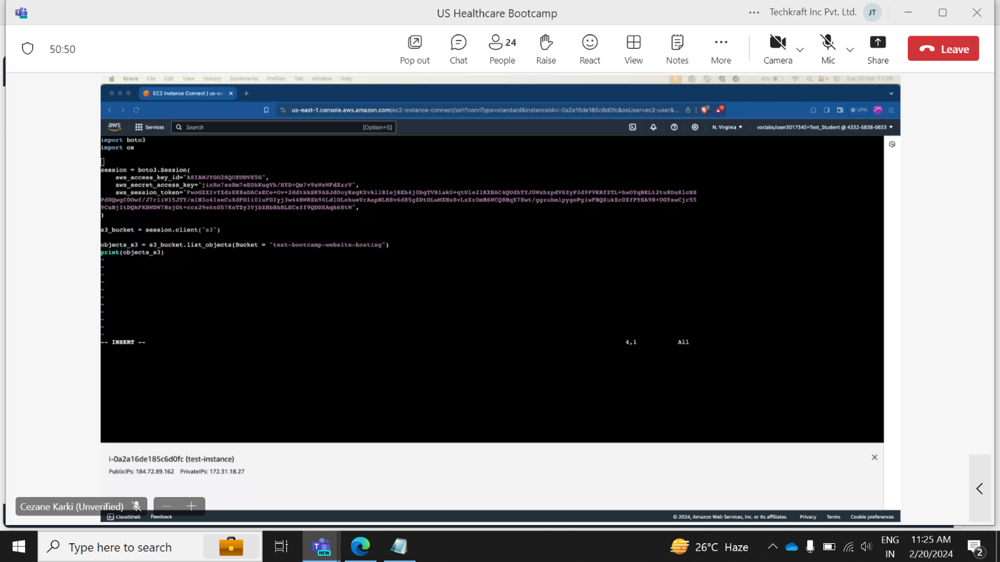 US Healthcare Bootcamp
Techkraft Inc Pvt. Ltd.
JT
50:50
Pop out
Chat
24
People
Raise
React
View
Notes
More
Camera
Mic
Share
Leave
Brave File Edit View History Bookmarks Profiles Tab Window Help
Tue 20 Feb 11:25
EC2 Instance Connect | us-ea
us-east-1.console.aws.amazon.com/ec2-instance-connect/ssh?connType=standard&instanceId=i-0a2a16de185c6d0fc&osUser=ec2-user&...
VPN
aws
Services
Search
[Option+S]
N. Virginia
voclabs/user3017345=Test_Student @ 4332-6838-0833
import boto3
import os
session = boto3.Session(
aws_access_key_id=
aws_secret_access_key=
aws_session_token=
)
s3_bucket = session.client("s3")
objects_s3 = s3_bucket.list_objects(Bucket = "test-bootcamp-website-hosting")
print(objects_s3)
~
~
~
~
~
~
~
~
~
~
~
-- INSERT --
4,1
All
i-0a2a16de185c6d0fc (test-instance)
PublicIPs: 184.72.89.162 PrivateIPs: 172.31.18.27
Cezane Karki (Unverified)
CloudShell
Feedback
© 2024, Amazon Web Services, Inc. or its affiliates.
Privacy
Terms
Cookie preferences
Type here to search
NEW
26°C Haze
ENG
IN
11:25 AM
2/20/2024
2